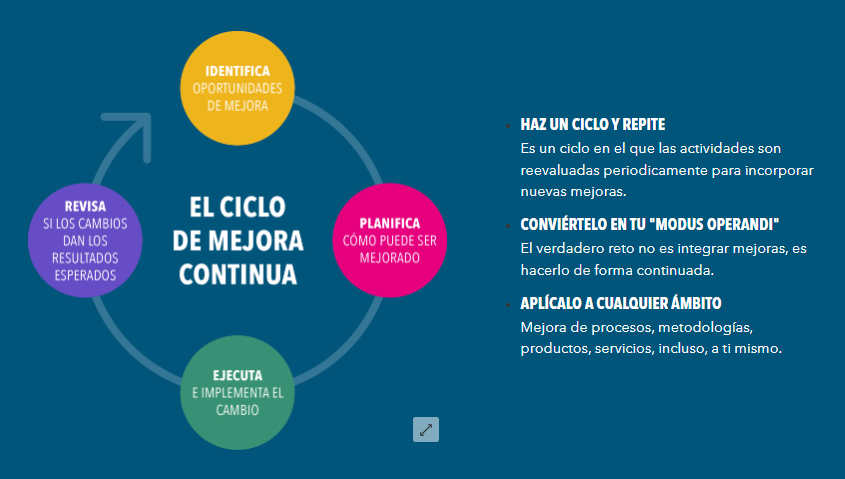 IDENTIFICA
OPORTUNIDADES
DE MEJORA
REVISA
SI LOS CAMBIOS
DAN LOS
RESULTADOS
ESPERADOS
EL CICLO
DE MEJORA
CONTINUA
PLANIFICA
CÓMO PUEDE SER
MEJORADO
EJECUTA
E IMPLEMENTA EL
CAMBIO
HAZ UN CICLO Y REPITE
Es un ciclo en el que las actividades son
reevaluadas periodicamente para incorporar
nuevas mejoras.
CONVIÉRTELO EN TU "MODUS OPERANDI"
El verdadero reto no es integrar mejoras, es
hacerlo de forma continuada.
APLÍCALO A CUALQUIER ÁMBITO
Mejora de procesos, metodologías,
productos, servicios, incluso, a ti mismo.